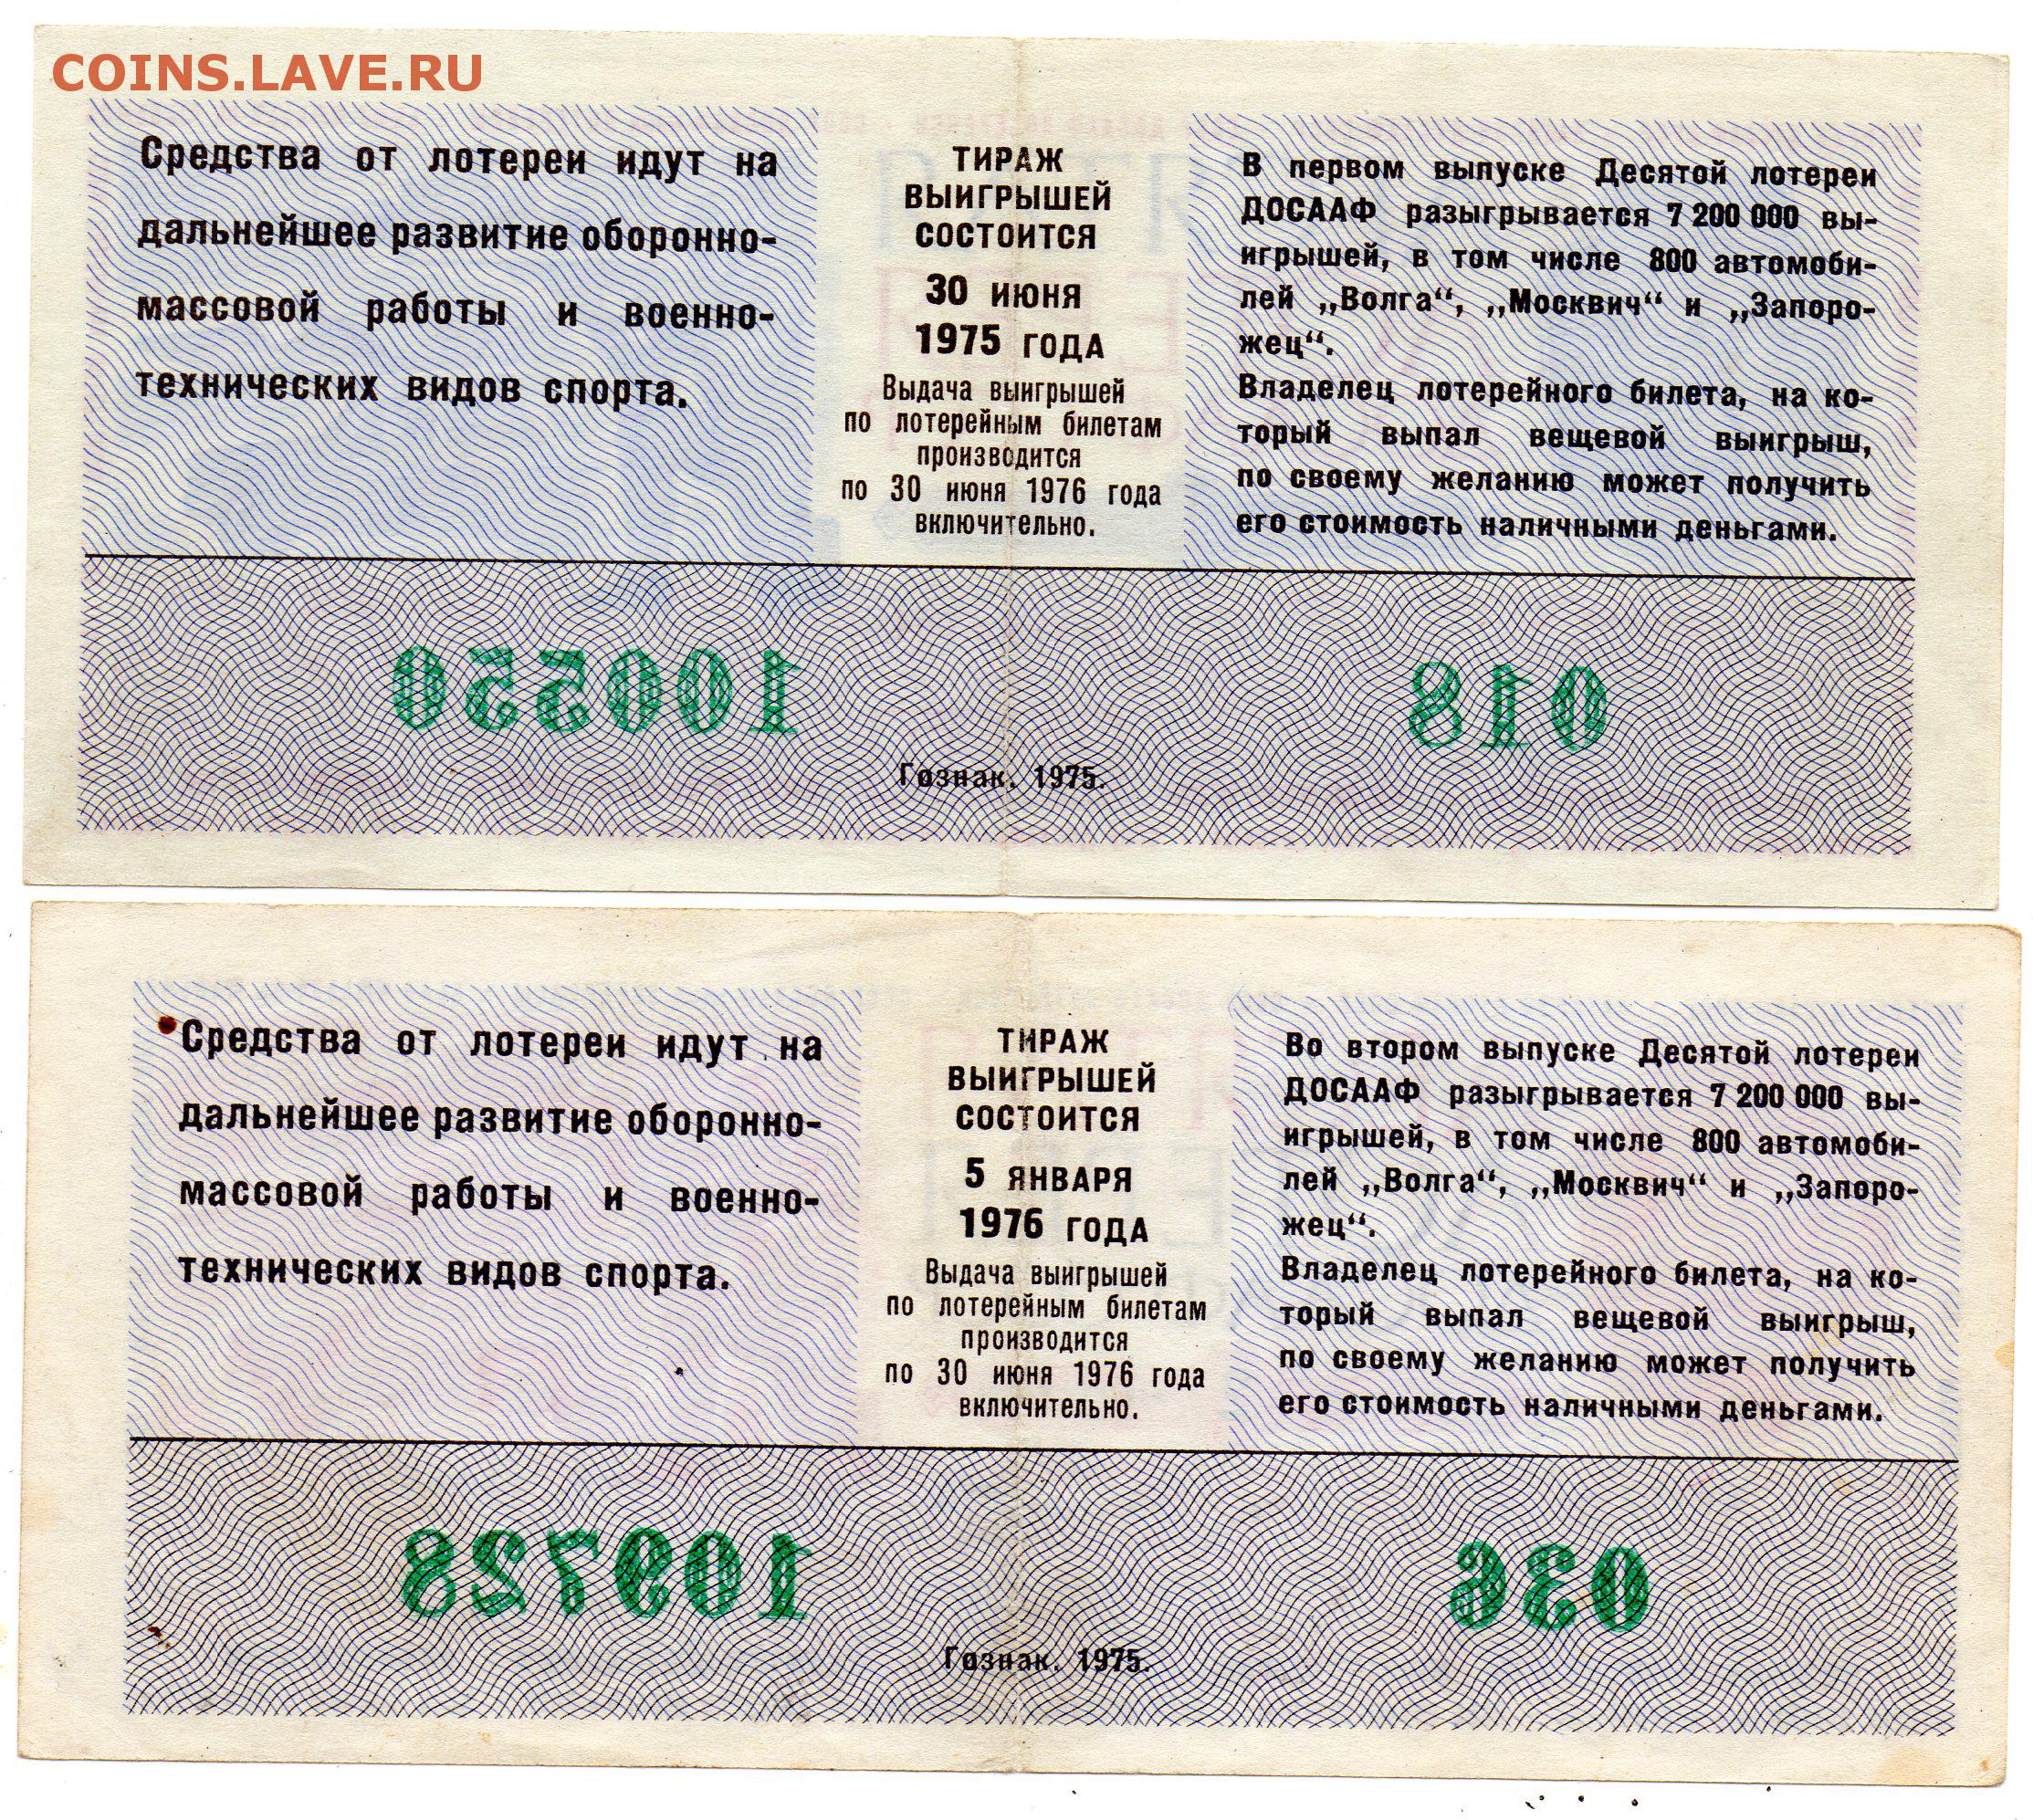 COINS.LAVE.RU
Средства от лотереи идут на
дальнейшее развитие оборонно-
массовой работы и военно-
технических видов спорта.
ТИРАЖ
ВЫИГРЫШЕЙ
СОСТОИТСЯ
30 ИЮНЯ
1975 ГОДА
Выдача выигрышей
по лотерейным билетам
производится
по 30 июня 1976 года
включительно.
В первом выпуске Десятой лотереи
ДОСААФ разыгрывается 7 200 000 вы-
игрышей, в том числе 800 автомоби-
лей „Волга“, „Москвич“ и „Запоро-
жец“.
Владелец лотерейного билета, на ко-
торый выпал вещевой выигрыш,
по своему желанию может получить
его стоимость наличными деньгами.
100550
018
Гознак. 1975.
Средства от лотереи идут на
дальнейшее развитие оборонно-
массовой работы и военно-
технических видов спорта.
ТИРАЖ
ВЫИГРЫШЕЙ
СОСТОИТСЯ
5 ЯНВАРЯ
1976 ГОДА
Выдача выигрышей
по лотерейным билетам
производится
по 30 июня 1976 года
включительно.
Во втором выпуске Десятой лотереи
ДОСААФ разыгрывается 7 200 000 вы-
игрышей, в том числе 800 автомоби-
лей „Волга“, „Москвич“ и „Запоро-
жец“.
Владелец лотерейного билета, на ко-
торый выпал вещевой выигрыш,
по своему желанию может получить
его стоимость наличными деньгами.
109728
036
Гознак. 1975.